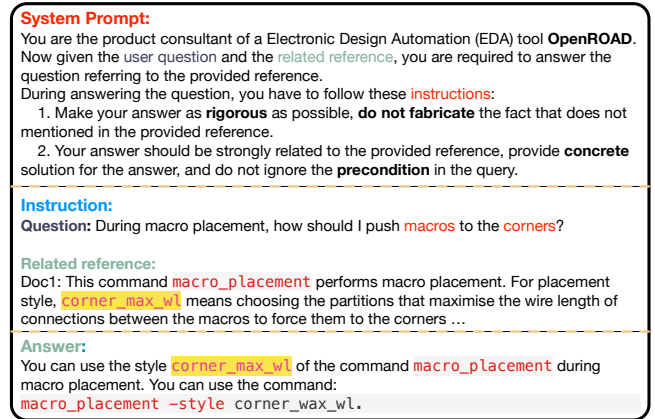 System Prompt:
You are the product consultant of a Electronic Design Automation (EDA) tool OpenROAD.
Now given the user question and the related reference, you are required to answer the
question referring to the provided reference.
During answering the question, you have to follow these instructions:
1. Make your answer as rigorous as possible, do not fabricate the fact that does not
mentioned in the provided reference.
2. Your answer should be strongly related to the provided reference, provide concrete
solution for the answer, and do not ignore the precondition in the query.
Instruction:
Question: During macro placement, how should I push macros to the corners?
Related reference:
Doc1: This command macro_placement performs macro placement. For placement
style, corner_max_wl means choosing the partitions that maximise the wire length of
connections between the macros to force them to the corners ...
Answer:
You can use the style corner_max_wl of the command macro_placement during
macro placement. You can use the command:
macro_placement -style corner_wax_wl.